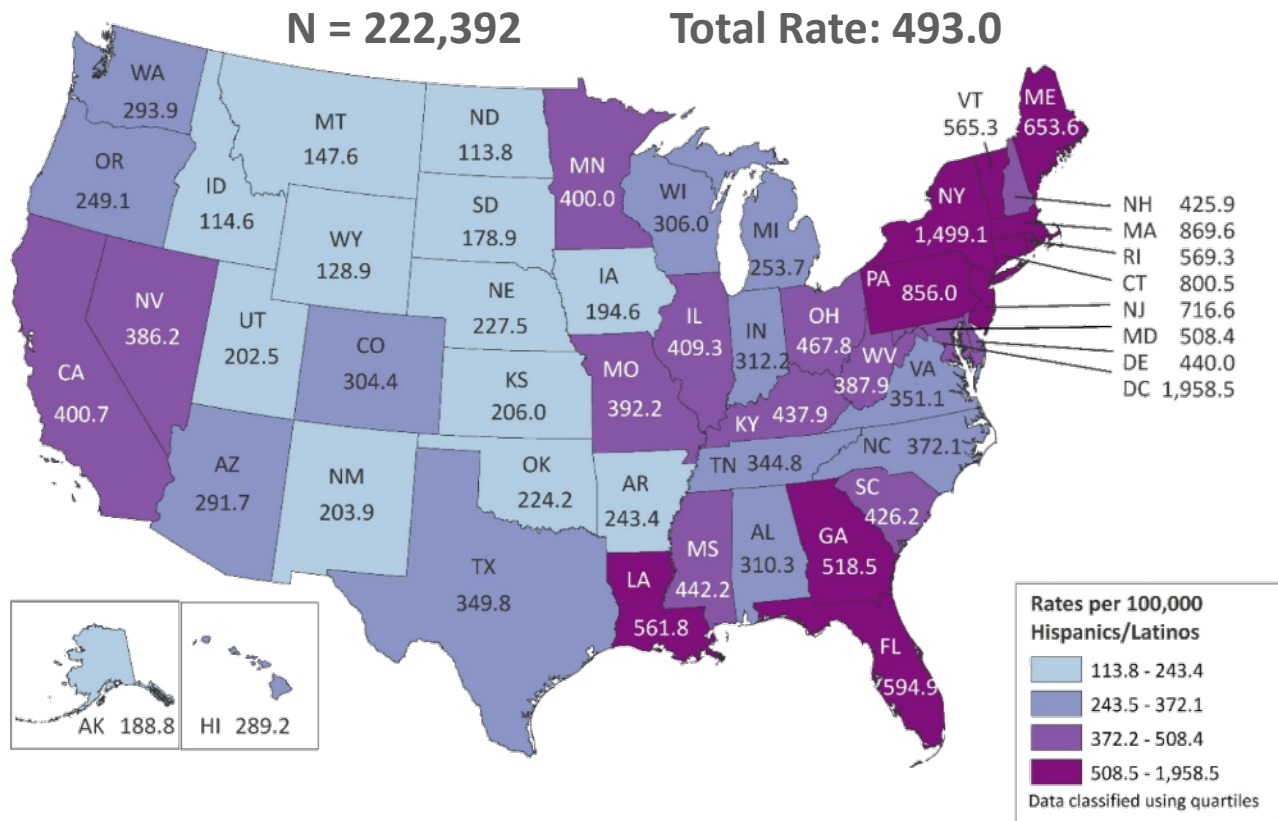 N = 222,392 Total Rate: 493.0
WA
293.9
OR
249.1
ID
114.6
MT
147.6
ND
113.8
SD
178.9
WY
128.9
NE
227.5
MN
400.0
WI
306.0
MI
253.7
IA
194.6
NV
386.2
UT
202.5
CO
304.4
CA
400.7
KS
206.0
MO
392.2
IL
409.3
IN
312.2
OH
467.8
WV
387.9
KY 437.9
VA
351.1
PA
856.0
NY
1,499.1
VT
565.3
ME
653.6
NH 425.9
MA 869.6
RI 569.3
CT 800.5
NJ 716.6
MD 508.4
DE 440.0
DC 1,958.5
AZ
291.7
NM
203.9
OK
224.2
AR
243.4
TN 344.8
NC 372.1
SC
426.2
TX
349.8
LA
561.8
MS
442.2
AL
310.3
GA
518.5
FL
594.9
AK 188.8
HI 289.2
Rates per 100,000
Hispanics/Latinos
113.8 - 243.4
243.5 - 372.1
372.2 - 508.4
508.5 - 1,958.5
Data classified using quartiles